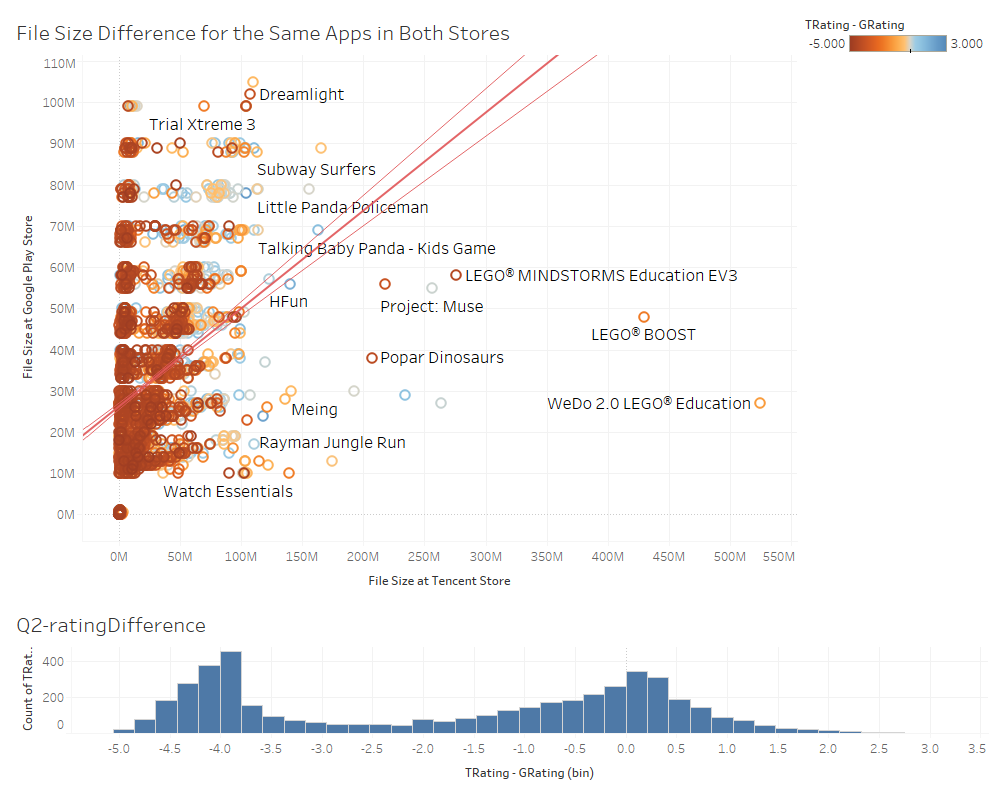 TRating - GRating
-5.000 3.000
File Size Difference for the Same Apps in Both Stores
File Size at Google Play Store
110M
100M
90M
80M
70M
60M
50M
40M
30M
20M
10M
0M
Dreamlight
Trial Xtreme 3
Subway Surfers
Little Panda Policeman
Talking Baby Panda - Kids Game
LEGO® MINDSTORMS Education EV3
HFun
Project: Muse
LEGO® BOOST
Popar Dinosaurs
Meing
WeDo 2.0 LEGO® Education
Rayman Jungle Run
Watch Essentials
0M 50M 100M 150M 200M 250M 300M 350M 400M 450M 500M 550M
File Size at Tencent Store
Q2-ratingDifference
Count of TRat..
400
200
0
-5.0 -4.5 -4.0 -3.5 -3.0 -2.5 -2.0 -1.5 -1.0 -0.5 0.0 0.5 1.0 1.5 2.0 2.5 3.0 3.5
TRating - GRating (bin)